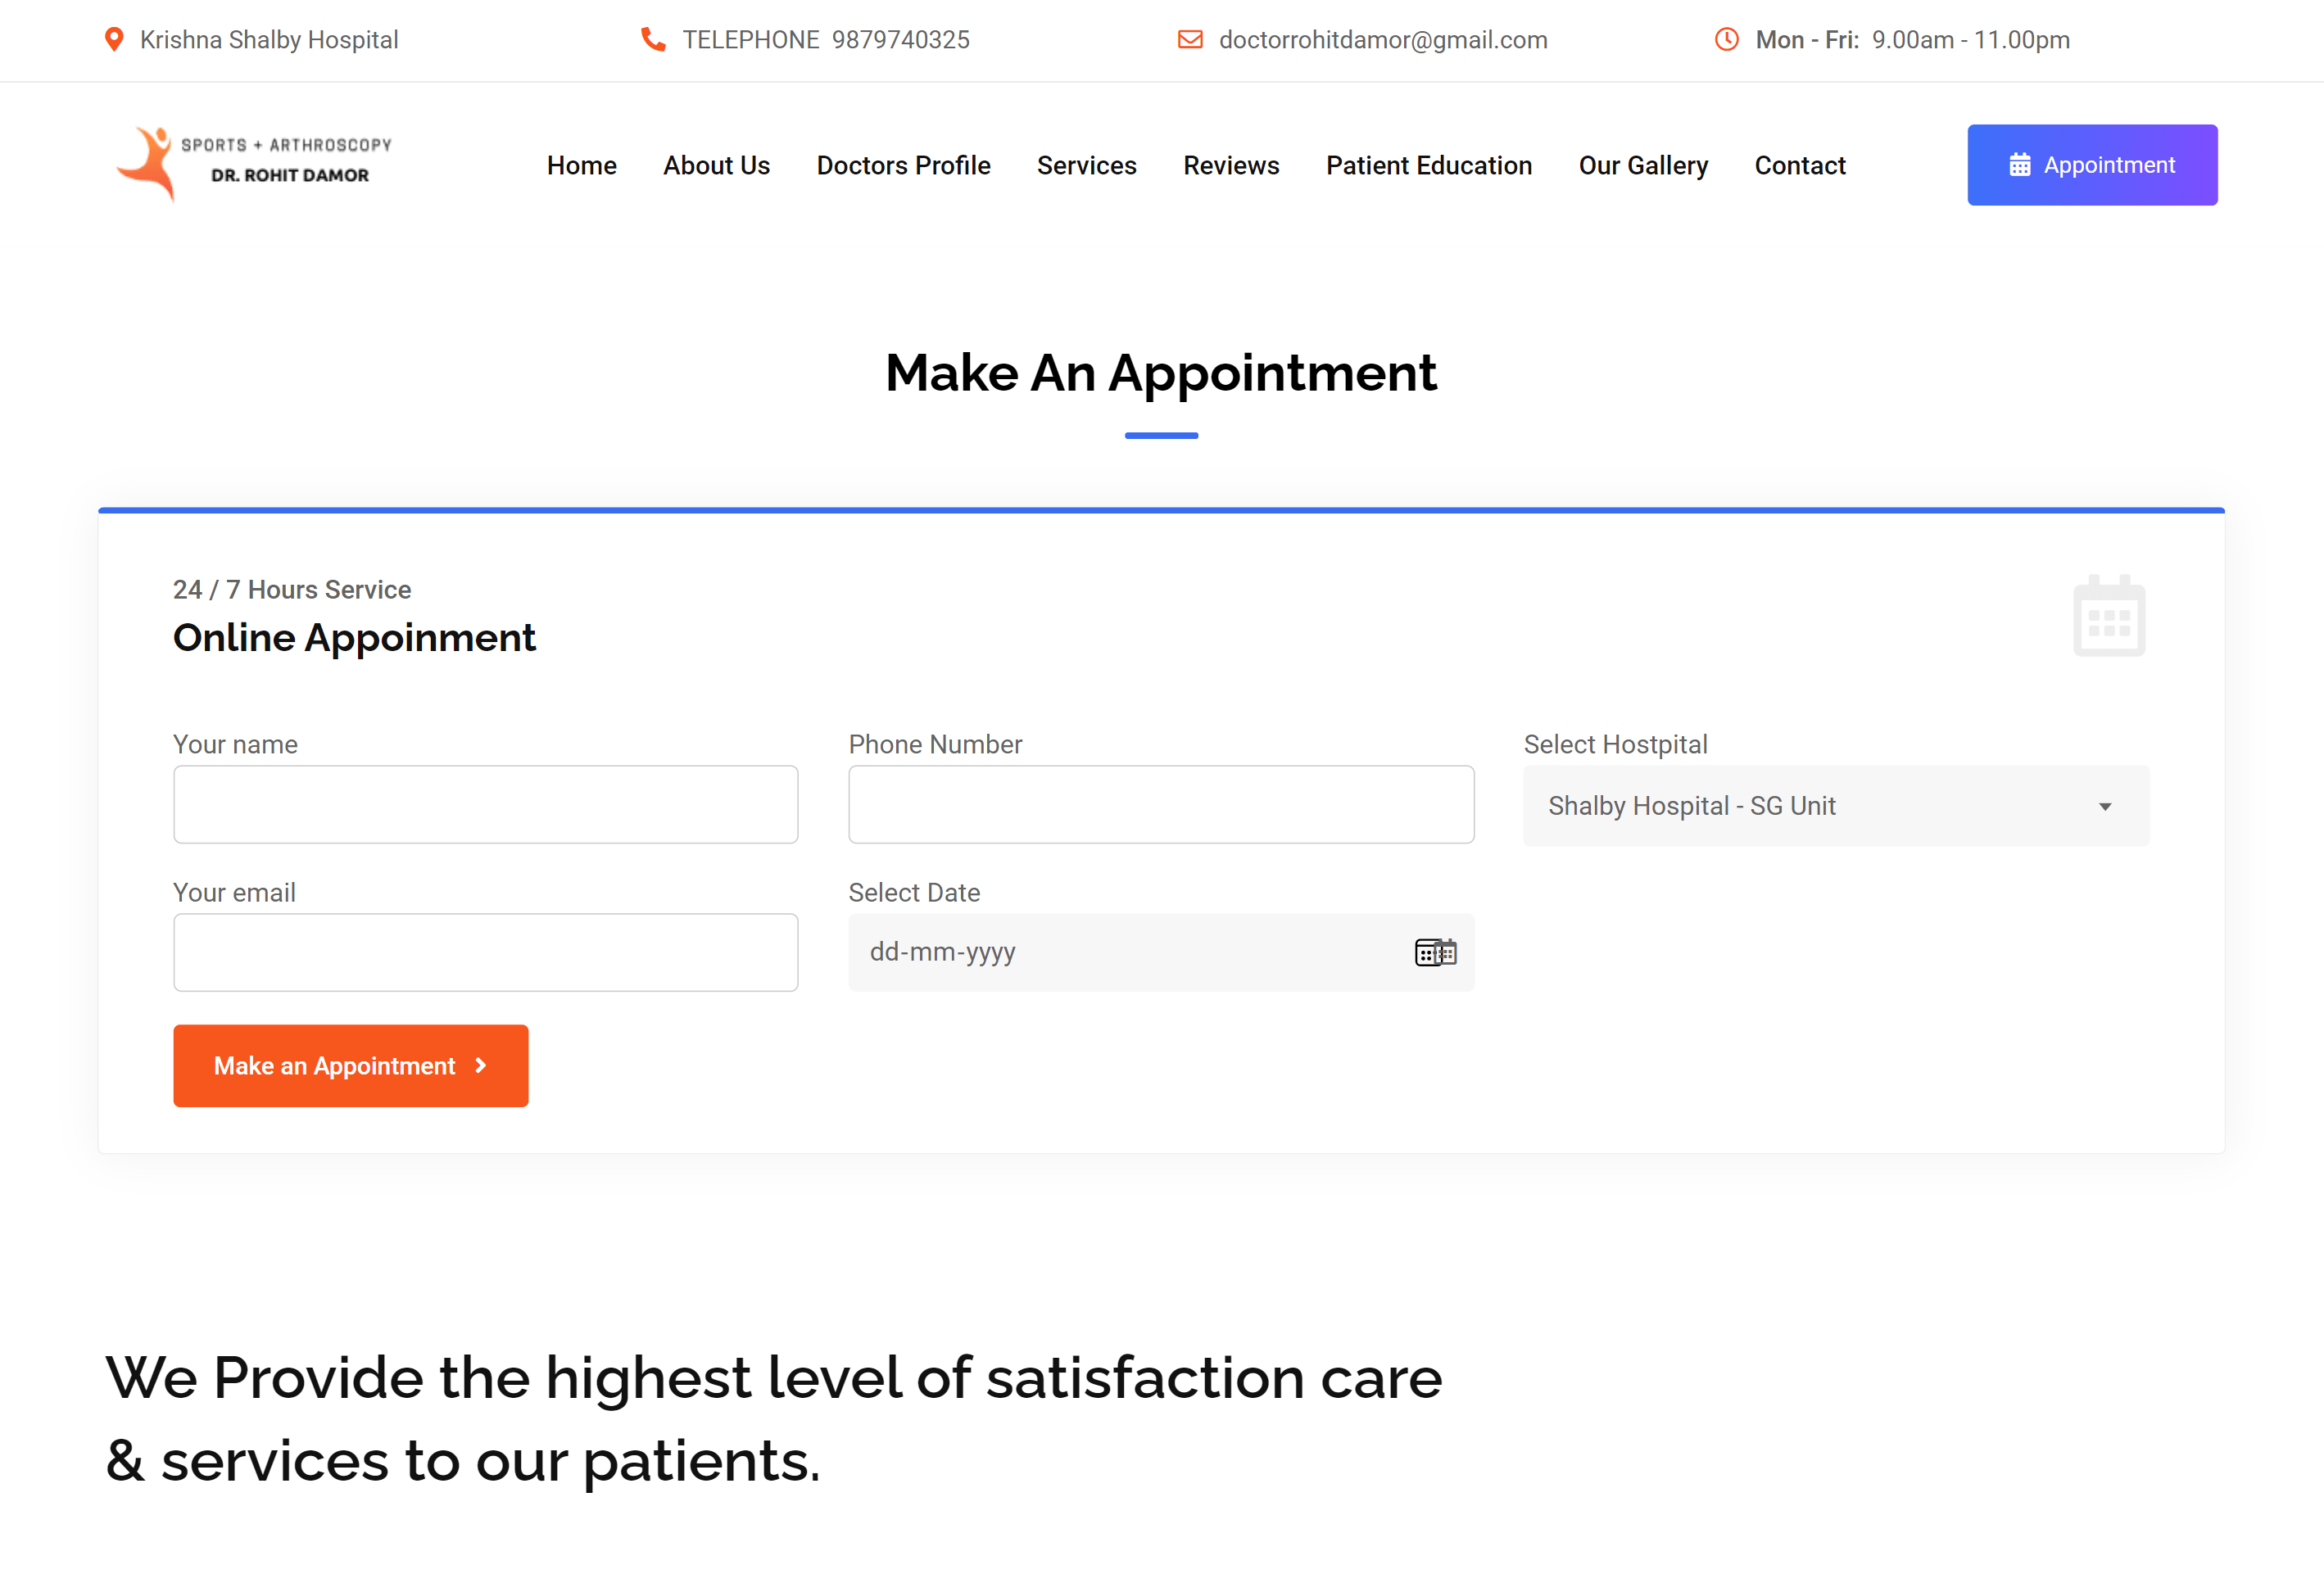 Krishna Shalby Hospital
TELEPHONE 9879740325
doctorrohitdamor@gmail.com
Mon - Fri: 9.00am - 11.00pm
SPORTS + ARTHROSCOPY
DR. ROHIT DAMOR
Home
About Us
Doctors Profile
Services
Reviews
Patient Education
Our Gallery
Contact
Appointment
Make An Appointment
24 / 7 Hours Service
Online Appoinment
Your name
Phone Number
Select Hostpital
Shalby Hospital - SG Unit
Your email
Select Date
dd-mm-yyyy
Make an Appointment
We Provide the highest level of satisfaction care
& services to our patients.